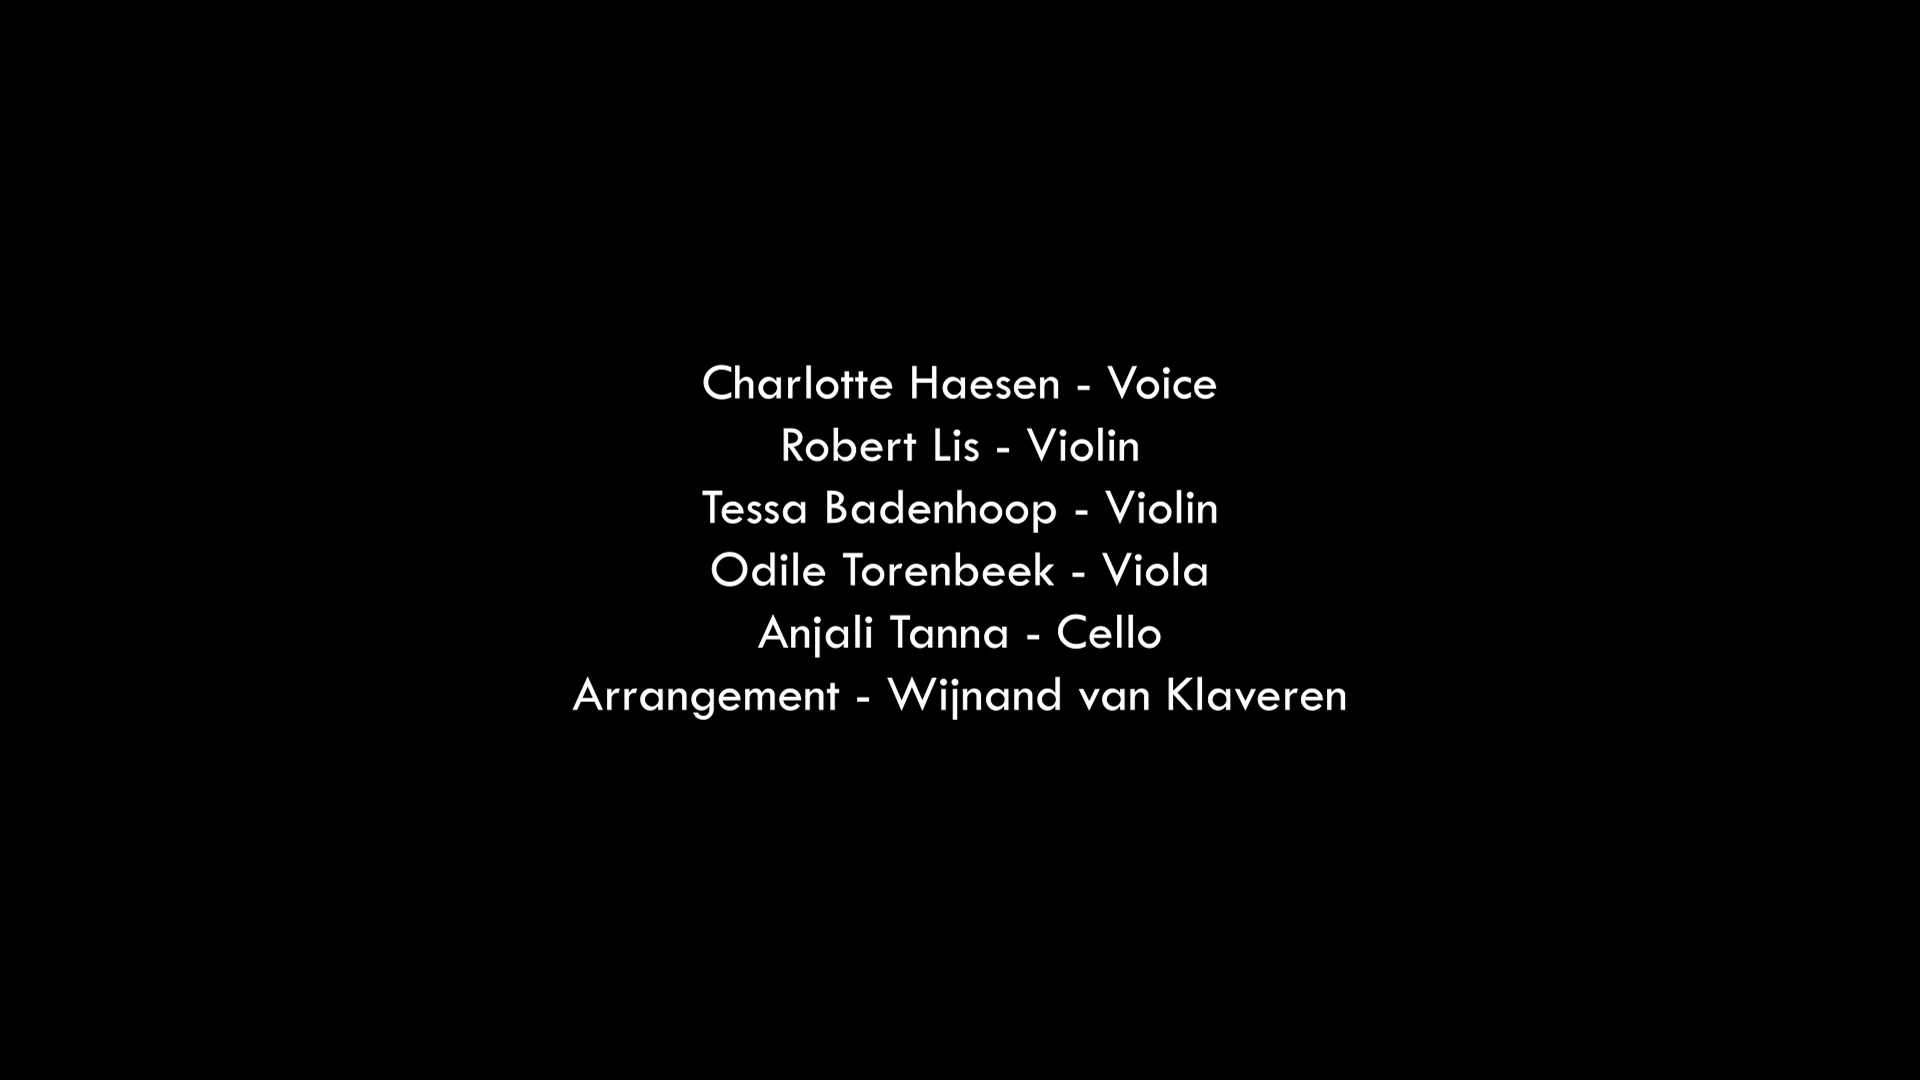 Charlotte Haesen - Voice
Robert Lis - Violin
Tessa Badenhoop - Violin
Odile Torenbeek - Viola
Anjali Tanna - Cello
Arrangement - Wijnand van Klaveren